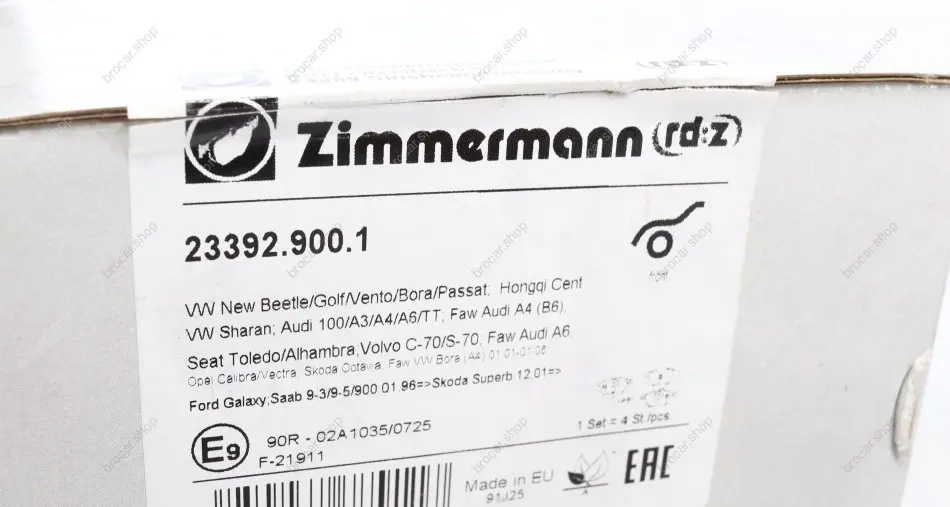 Zimmermann (rd:z)
23392.900.1
front
VW New Beetle/Golf/Vento/Bora/Passat; Hongqi Cent
VW Sharan; Audi 100/A3/A4/A6/TT; Faw Audi A4 (B6),
Seat Toledo/Alhambra,Volvo C-70/S-70, Faw Audi A6,
Opel Calibra/Vectra, Skoda Octavia, Faw VW Bora (A4) 01.01-01.06
Ford Galaxy;Saab 9-3/9-5/900 01.96=>Skoda Superb 12.01=>
1 Set = 4 St./pcs.
E9
90R - 02A1035/0725
F-21911
Made in EU
91J25
A
EAC
brocar.shop